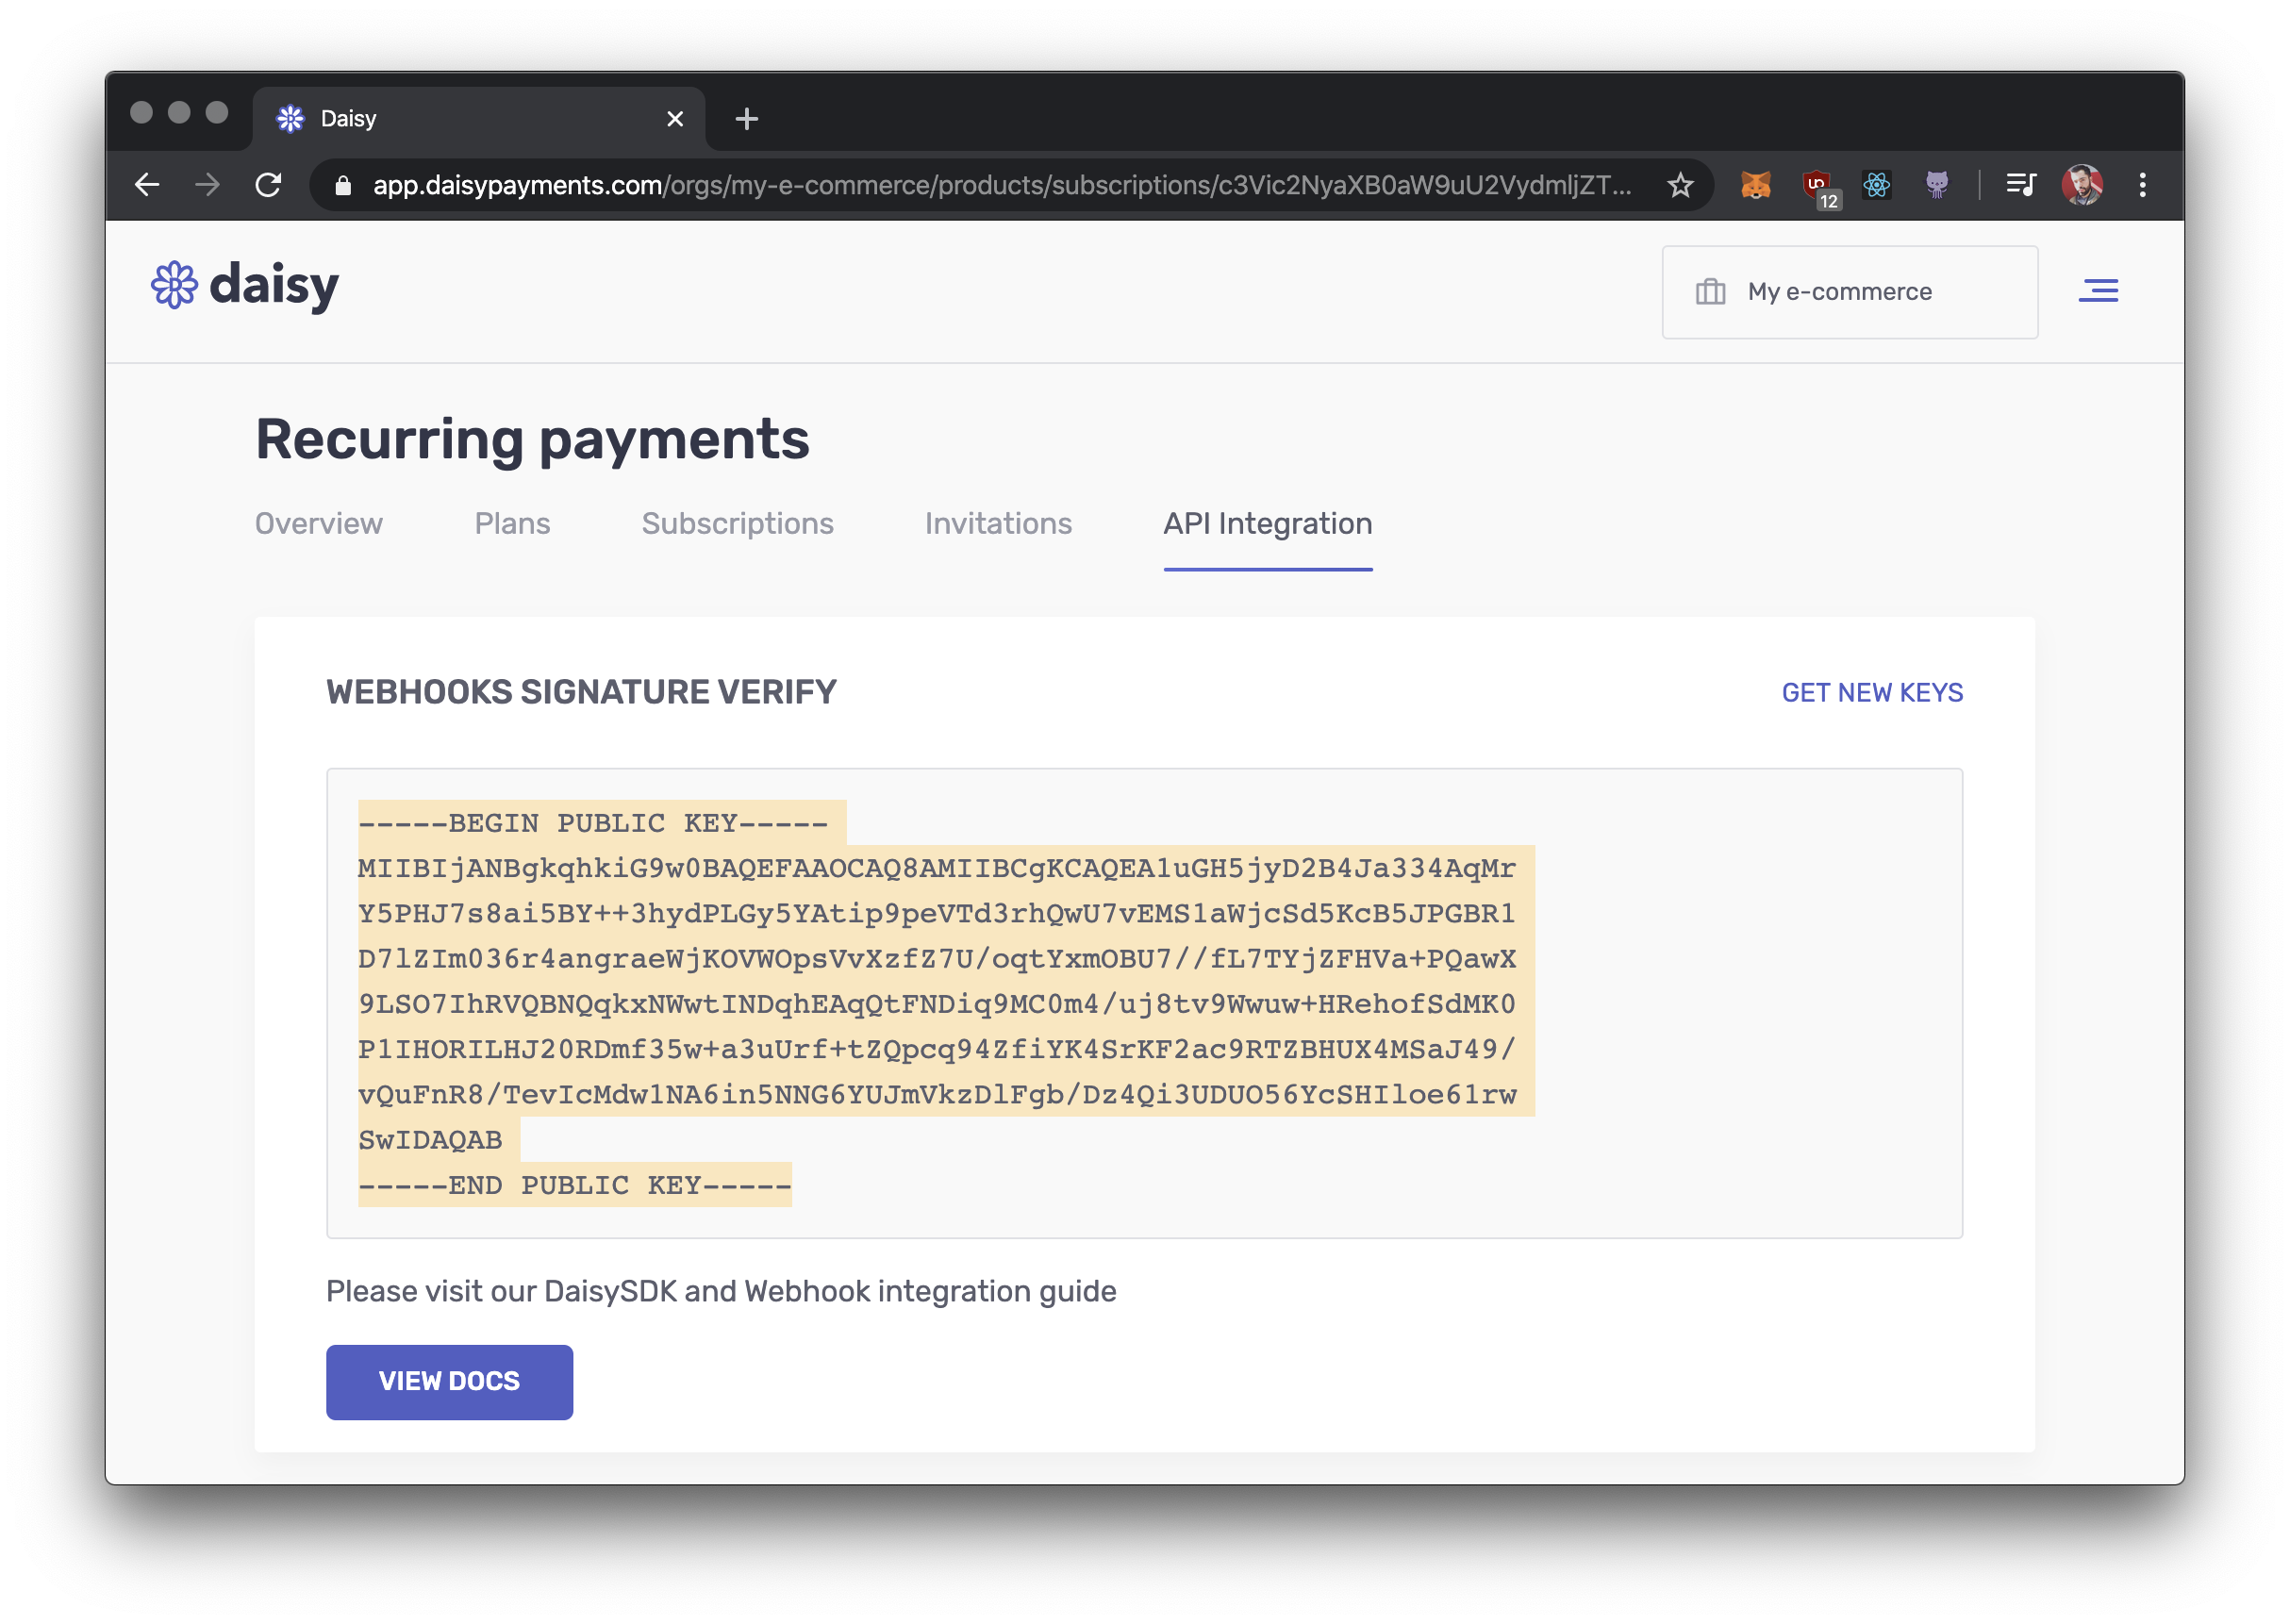 Daisy
app.daisypayments.com/orgs/my-e-commerce/products/subscriptions/c3Vic2NyaXB0aW9uU2VydmljZT...
12
daisy
My e-commerce
Recurring payments
Overview Plans Subscriptions Invitations API Integration
WEBHOOKS SIGNATURE VERIFY
GET NEW KEYS
-----BEGIN PUBLIC KEY-----
MIIBIjANBgkqhkiG9w0BAQEFAAOCAQ8AMIIBCgKCAQEA1uGH5jyD2B4Ja334AqMr
Y5PHJ7s8ai5BY++3hydPLGy5YAtip9peVTd3rhQwU7vEMS1aWjcSd5KcB5JPGBR1
D7lZIm036r4angraeWjKOVWOpsVvXzfZ7U/oqtYxmOBU7//fL7TYjZFHVa+PQawX
9LSO7IhRVQBNQqkxNWwtINDqhEAqQtFNDiq9MC0m4/uj8tv9Wwuw+HRehofSdMK0
P1IHORILHJ20RDmf35w+a3uUrf+tZQpcq94ZfiYK4SrKF2ac9RTZBHUX4MSaJ49/
vQuFnR8/TevIcMdw1NA6in5NNG6YUJmVkzDlFgb/Dz4Qi3UDUO56YcSHIloe61rw
SwIDAQAB
-----END PUBLIC KEY-----
Please visit our DaisySDK and Webhook integration guide
VIEW DOCS